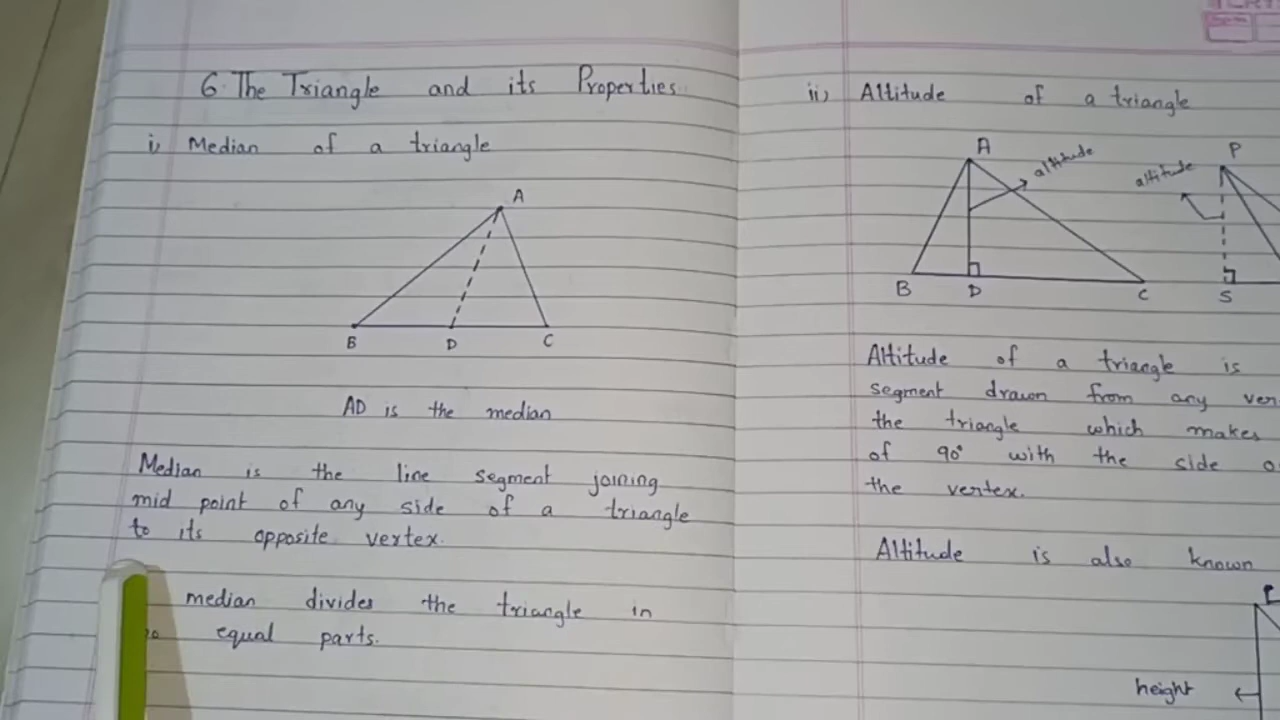 6. The Triangle and its Properties.
i) Median of a triangle
A
B D C
AD is the median
Median is the line segment joining
mid point of any side of a triangle
to its opposite vertex.
median divides the triangle in
equal parts.
ii) Altitude of a triangle
A altitude
altitude P
B D C
S
Altitude of a triangle is
segment drawn from any
the triangle which makes
of 90° with the side
the vertex.
Altitude is also known
height